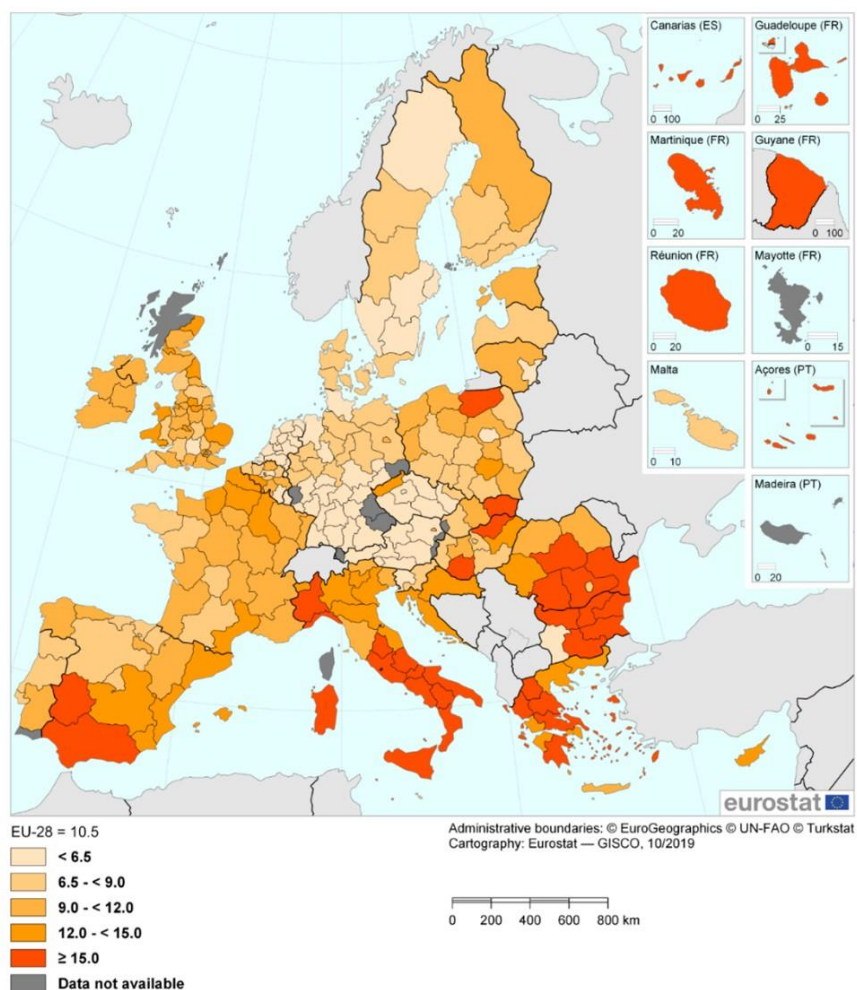 Canarias (ES)
0 100
Guadeloupe (FR)
0 25
Martinique (FR)
0 20
Guyane (FR)
0 100
Réunion (FR)
0 20
Mayotte (FR)
0 15
Malta
0 10
Açores (PT)
Madeira (PT)
0 20
eurostat
EU-28 = 10.5
< 6.5
6.5 - < 9.0
9.0 - < 12.0
12.0 - < 15.0
≥ 15.0
Data not available
Administrative boundaries: © EuroGeographics © UN-FAO © Turkstat
Cartography: Eurostat — GISCO, 10/2019
0 200 400 600 800 km